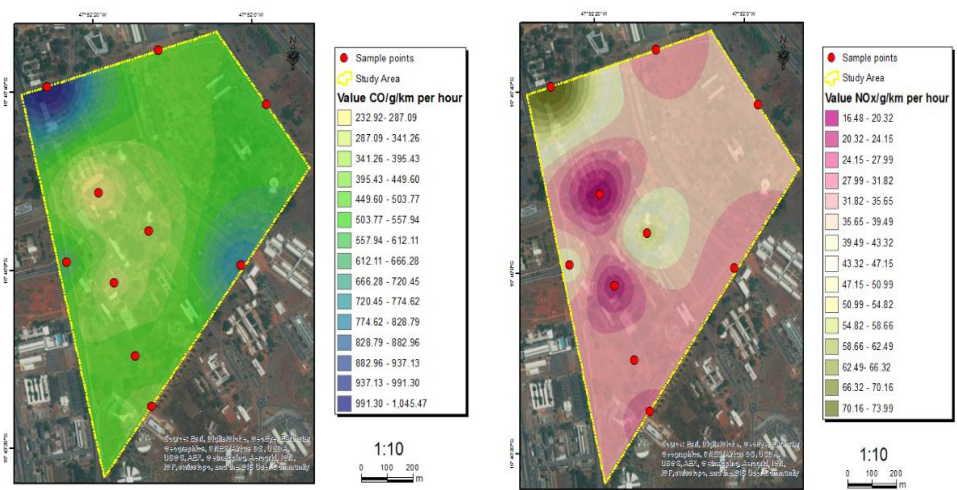 47°52'20"W
47°52'0"W
Sample points
Study Area
Value CO/g/km per hour
232.92- 287.09
287.09 - 341.26
341.26 - 395.43
395.43 - 449.60
449.60 - 503.77
503.77 - 557.94
557.94 - 612.11
612.11 - 666.28
666.28 - 720.45
720.45 - 774.62
774.62 - 828.79
828.79 - 882.96
882.96 - 937.13
937.13 - 991.30
991.30 - 1,045.47
1:10
0 100 200
m
47°52'20"W
47°52'0"W
Sample points
Study Area
Value NOx/g/km per hour
16.48 - 20.32
20.32 - 24.15
24.15 - 27.99
27.99 - 31.82
31.82 - 35.65
35.65 - 39.49
39.49 - 43.32
43.32 - 47.15
47.15 - 50.99
50.99 - 54.82
54.82 - 58.66
58.66 - 62.49
62.49- 66.32
66.32 - 70.16
70.16 - 73.99
1:10
0 100 200
m